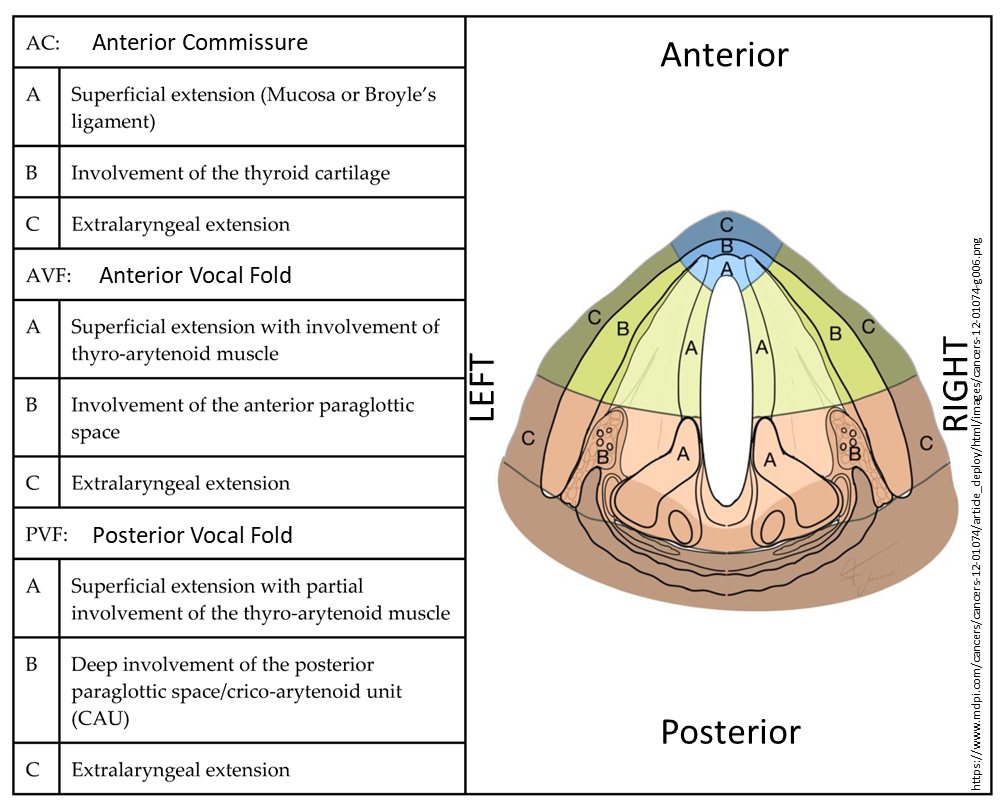 AC: Anterior Commissure
A Superficial extension (Mucosa or Broyle’s
ligament)
B Involvement of the thyroid cartilage
C Extralaryngeal extension
AVF: Anterior Vocal Fold
A Superficial extension with involvement of
thyro-arytenoid muscle
B Involvement of the anterior paraglottic
space
C Extralaryngeal extension
PVF: Posterior Vocal Fold
A Superficial extension with partial
involvement of the thyro-arytenoid muscle
B Deep involvement of the posterior
paraglottic space/crico-arytenoid unit
(CAU)
C Extralaryngeal extension
Anterior
C
B
A
C B B C
A A
LEFT
RIGHT
C B A A B C
Posterior
https://www.mdpi.com/cancers/cancers-12-01074/article_deploy/html/images/cancers-12-01074-g006.png